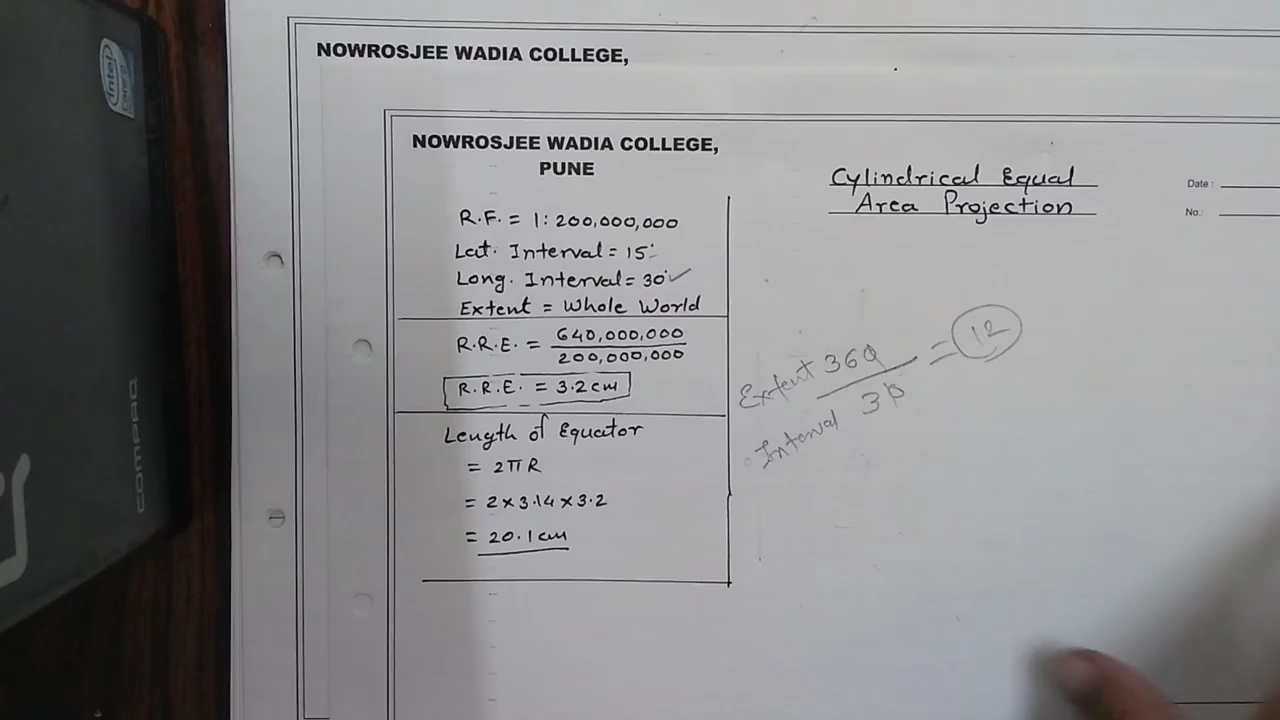 NOWROSJEE WADIA COLLEGE,
NOWROSJEE WADIA COLLEGE,
PUNE
Cylindrical Equal
Area Projection
Date :
No.:
R.F. = 1: 200,000,000
Lat. Interval = 15°
Long. Interval = 30° ✓
Extent = Whole World
R.R.E. = 640,000,000
200,000,000
R.R.E. = 3.2 cm
Length of Equator
= 2πR
= 2 × 3.14 × 3.2
= 20.1 cm
Extent 360 = 12
Interval 30
intel
COMPAQ